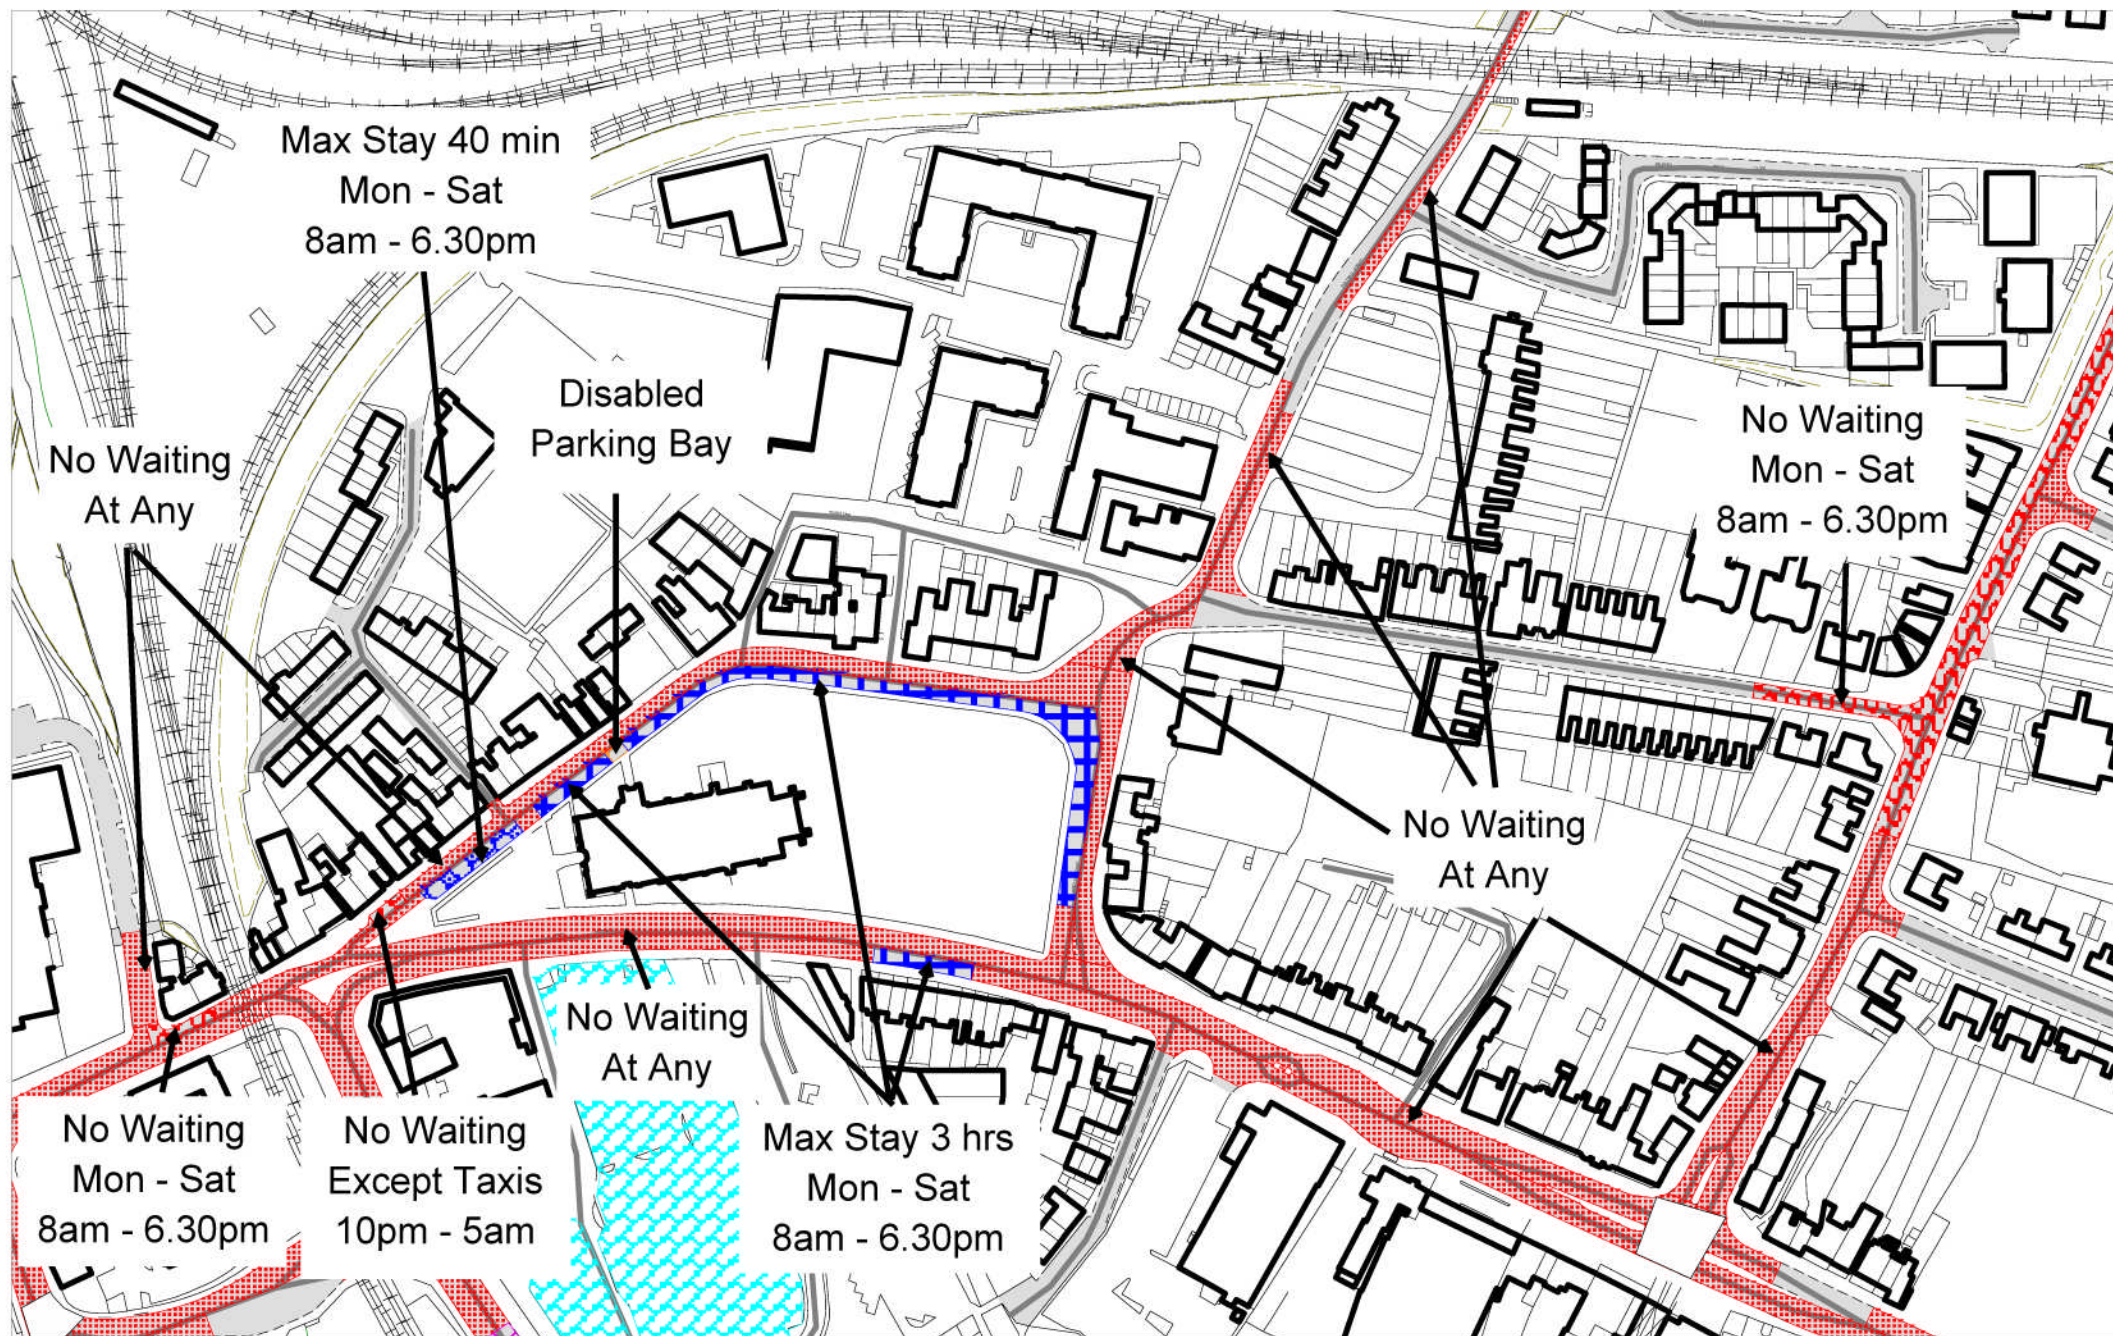 Max Stay 40 min
Mon - Sat
8am - 6.30pm
Disabled
Parking Bay
No Waiting
At Any
No Waiting
Mon - Sat
8am - 6.30pm
No Waiting
At Any
No Waiting
At Any
No Waiting
Mon - Sat
8am - 6.30pm
No Waiting
Except Taxis
10pm - 5am
Max Stay 3 hrs
Mon - Sat
8am - 6.30pm